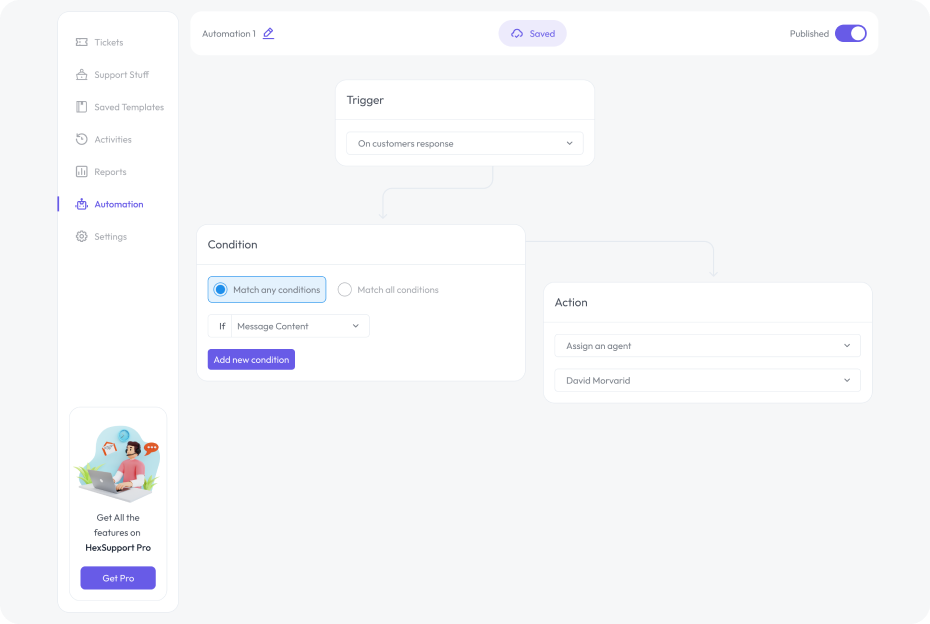 Tickets
Support Stuff
Saved Templates
Activities
Reports
Automation
Settings
Get All the
features on
HexSupport Pro
Get Pro
Automation 1
Saved
Published
Trigger
On customers response
Condition
Match any conditions
Match all conditions
If
Message Content
Add new condition
Action
Assign an agent
David Morvarid